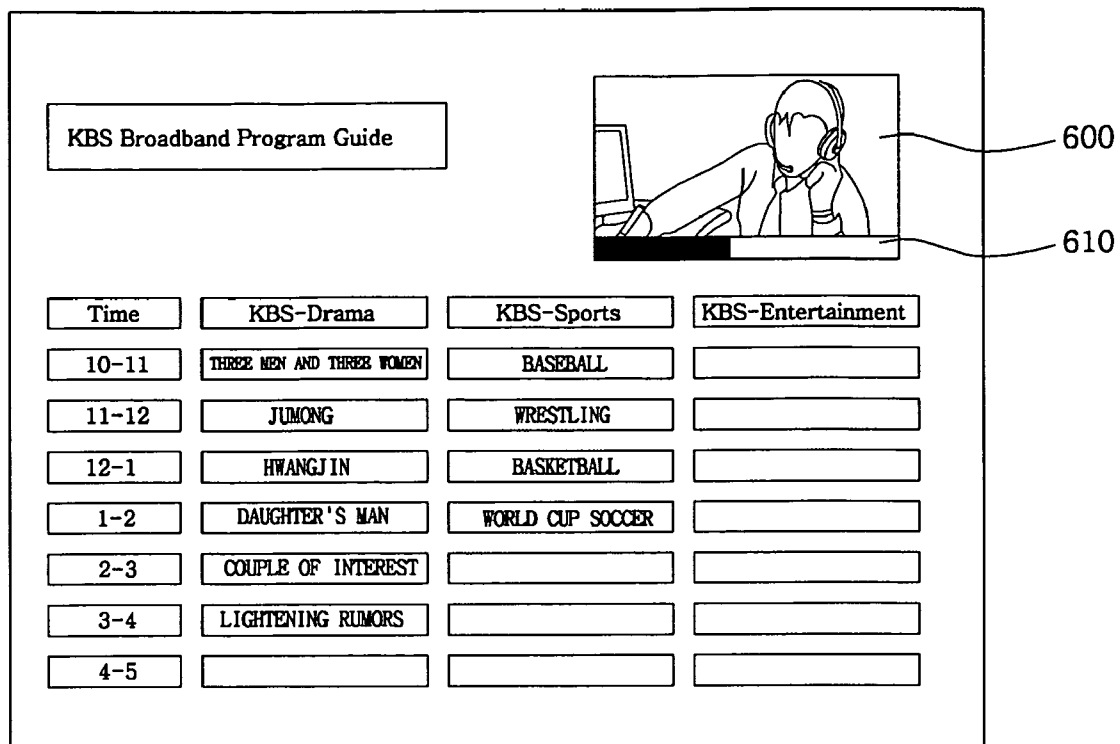 KBS Broadband Program Guide
600
610
Time KBS-Drama KBS-Sports KBS-Entertainment
10-11 THREE MEN AND THREE WOMEN BASEBALL
11-12 JUMONG WRESTLING
12-1 HWANGJIN BASKETBALL
1-2 DAUGHTER'S MAN WORLD CUP SOCCER
2-3 COUPLE OF INTEREST
3-4 LIGHTENING RUMORS
4-5